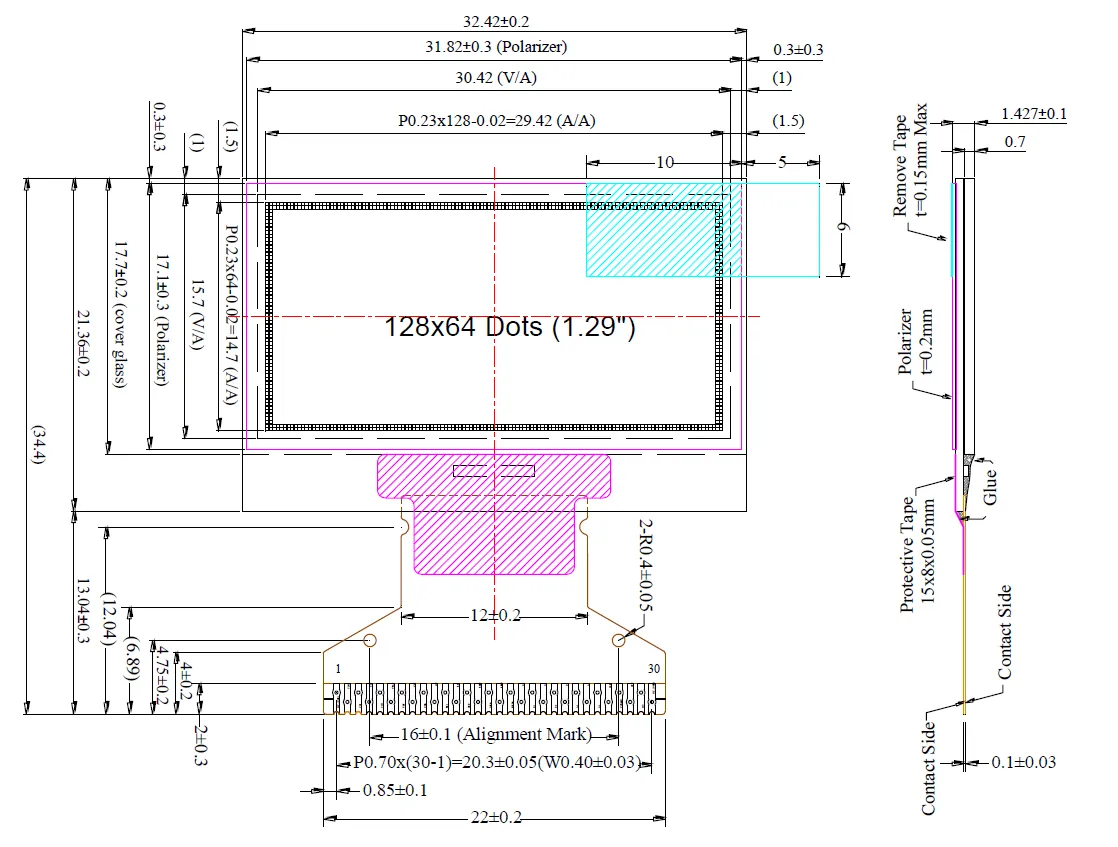 32.42±0.2
31.82±0.3 (Polarizer)
0.3±0.3
30.42 (V/A)
(1)
P0.23x128-0.02=29.42 (A/A)
(1.5)
10
5
0.3±0.3
(1)
(1.5)
1.427±0.1
0.7
Remove Tape
t=0.15mm Max
9
17.7±0.2 (cover glass)
17.1±0.3 (Polarizer)
15.7 (V/A)
P0.23x64-0.02=14.7 (A/A)
21.36±0.2
(34.4)
128x64 Dots (1.29")
Polarizer
t=0.2mm
Glue
Protective Tape
15x8x0.05mm
2-R0.4±0.05
13.04±0.3
(12.04)
(6.89)
4.75±0.2
4±0.2
2±0.3
12±0.2
1
30
Contact Side
Contact Side
16±0.1 (Alignment Mark)
P0.70x(30-1)=20.3±0.05(W0.40±0.03)
0.85±0.1
22±0.2
0.1±0.03